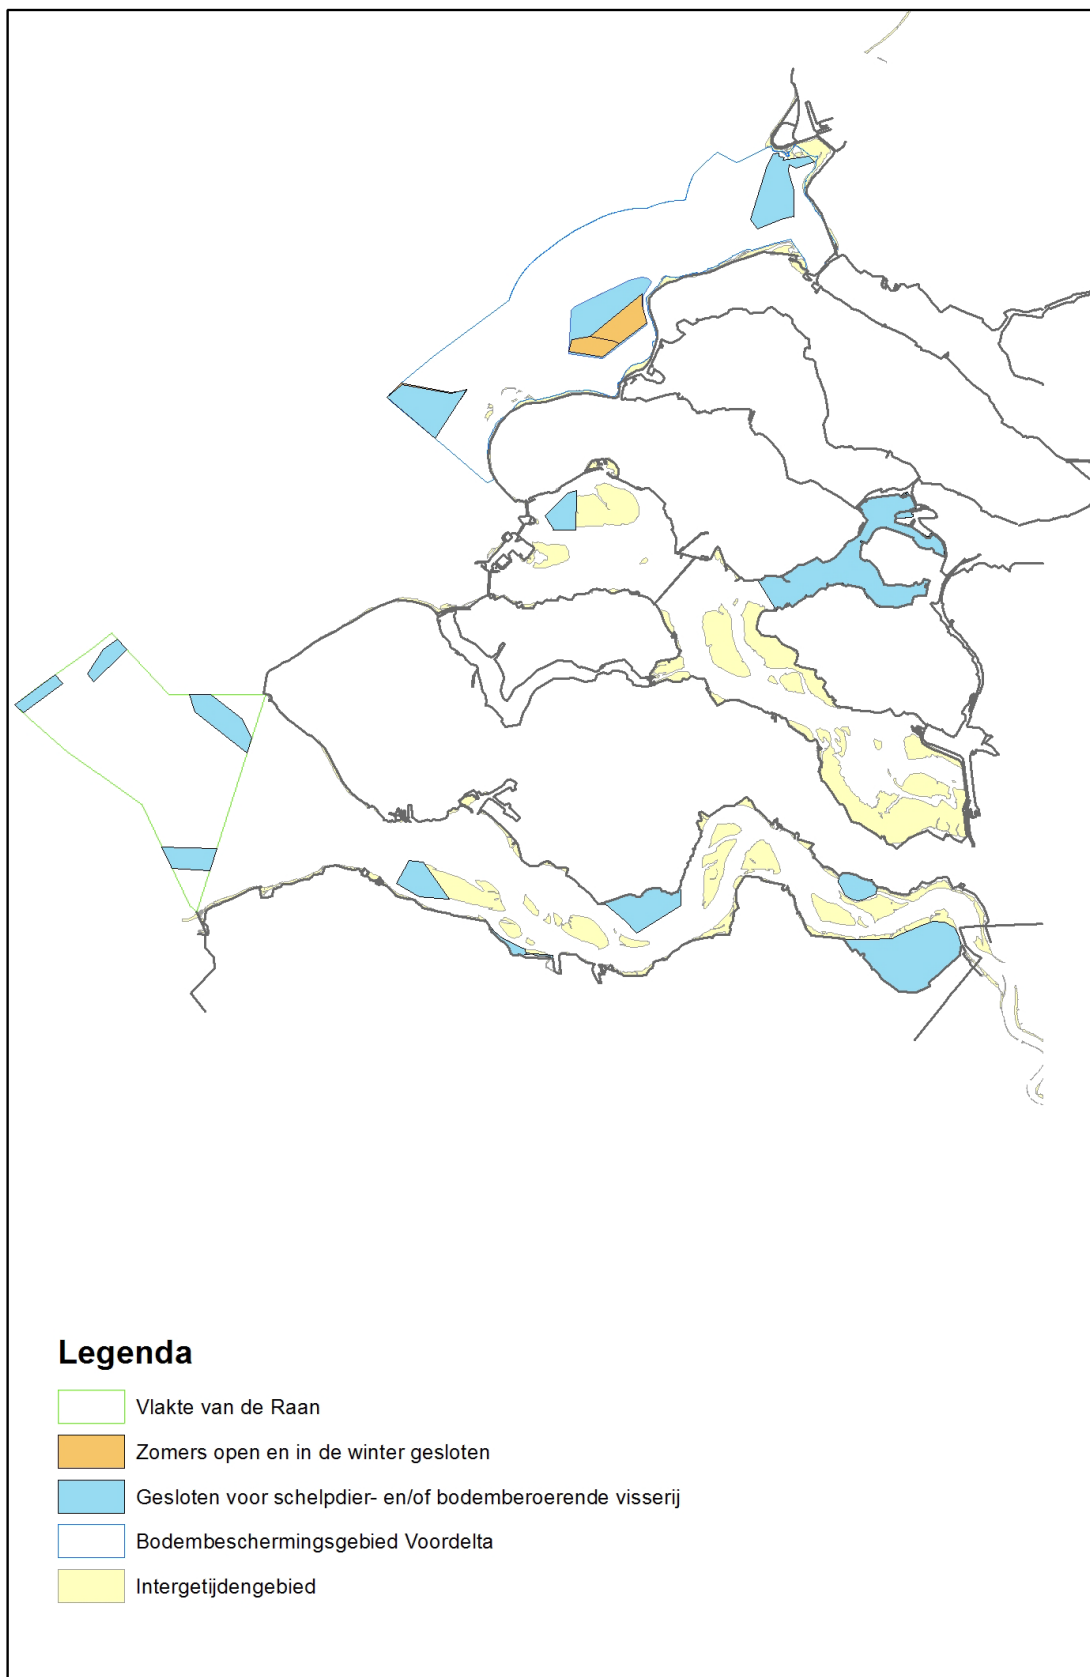 Legenda
Vlakte van de Raan
Zomers open en in de winter gesloten
Gesloten voor schelpdier- en/of bodemberoerende visserij
Bodembeschermingsgebied Voordelta
Intergetijdengebied